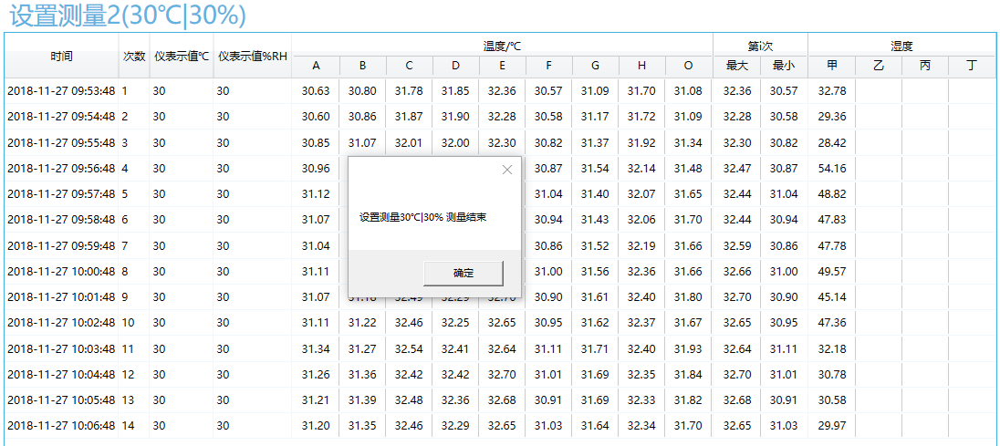 设置测量2(30℃|30%)
温度/℃ 第i次 湿度
时间 次数 仪表示值℃ 仪表示值%RH
A B C D E F G H O 最大 最小 甲 乙 丙 丁
2018-11-27 09:53:48 1 30 30 30.63 30.80 31.78 31.85 32.36 30.57 31.09 31.70 31.08 32.36 30.57 32.78
2018-11-27 09:54:48 2 30 30 30.60 30.86 31.87 31.90 32.28 30.58 31.17 31.72 31.09 32.28 30.58 29.36
2018-11-27 09:55:48 3 30 30 30.85 31.07 32.01 32.00 32.30 30.82 31.37 31.92 31.34 32.30 30.82 28.42
2018-11-27 09:56:48 4 30 30 30.96 30.87 31.54 32.14 31.48 32.47 30.87 54.16
2018-11-27 09:57:48 5 30 30 31.12 31.04 31.40 32.07 31.65 32.44 31.04 48.82
2018-11-27 09:58:48 6 30 30 31.07 30.94 31.43 32.06 31.70 32.44 30.94 47.83
设置测量30℃|30% 测量结束
2018-11-27 09:59:48 7 30 30 31.04 30.86 31.52 32.19 31.66 32.59 30.86 47.78
2018-11-27 10:00:48 8 30 30 31.11 31.00 31.56 32.36 31.66 32.66 31.00 49.57
确定
2018-11-27 10:01:48 9 30 30 31.07 30.90 31.61 32.40 31.80 32.70 30.90 45.14
2018-11-27 10:02:48 10 30 30 31.11 31.22 32.46 32.25 32.65 30.95 31.62 32.37 31.67 32.65 30.95 47.36
2018-11-27 10:03:48 11 30 30 31.34 31.27 32.54 32.41 32.64 31.11 31.71 32.40 31.93 32.64 31.11 32.18
2018-11-27 10:04:48 12 30 30 31.26 31.36 32.42 32.42 32.70 31.01 31.69 32.35 31.84 32.70 31.01 30.78
2018-11-27 10:05:48 13 30 30 31.21 31.39 32.48 32.36 32.68 30.91 31.69 32.33 31.82 32.68 30.91 30.58
2018-11-27 10:06:48 14 30 30 31.20 31.35 32.46 32.29 32.65 31.03 31.64 32.34 31.70 32.65 31.03 29.97